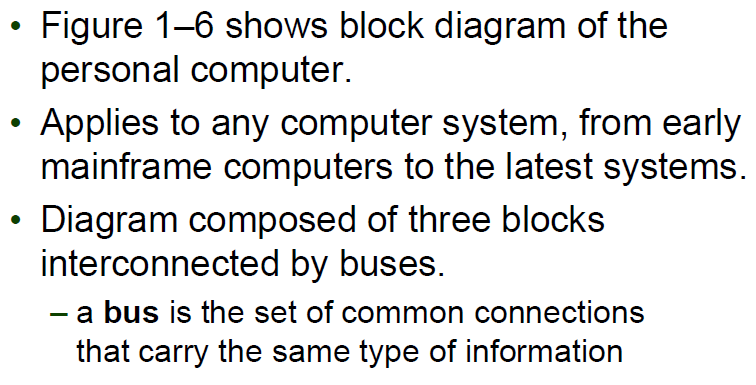 • Figure 1–6 shows block diagram of the
personal computer.
• Applies to any computer system, from early
mainframe computers to the latest systems.
• Diagram composed of three blocks
interconnected by buses.
– a bus is the set of common connections
that carry the same type of information